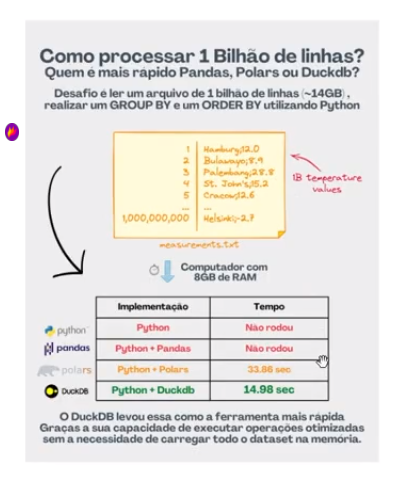 Como processar 1 Bilhão de linhas?
Quem é mais rápido Pandas, Polars ou Duckdb?
Desafio é ler um arquivo de 1 bilhão de linhas (~14GB),
realizar um GROUP BY e um ORDER BY utilizando Python
1 Hamburg;12.0
2 Bulawayo;8.9
3 Palembang;28.8
4 St. John's;15.2
5 Cracow;12.6
... ...
1,000,000,000 Helsinki;-2.7
1B temperature
values
measurements.txt
Computador com
8GB de RAM
Implementação Tempo
python Python Não rodou
pandas Python + Pandas Não rodou
polars Python + Polars 33.86 sec
DuckDB Python + Duckdb 14.98 sec
O DuckDB levou essa como a ferramenta mais rápida
Graças a sua capacidade de executar operações otimizadas
sem a necessidade de carregar todo o dataset na memória.